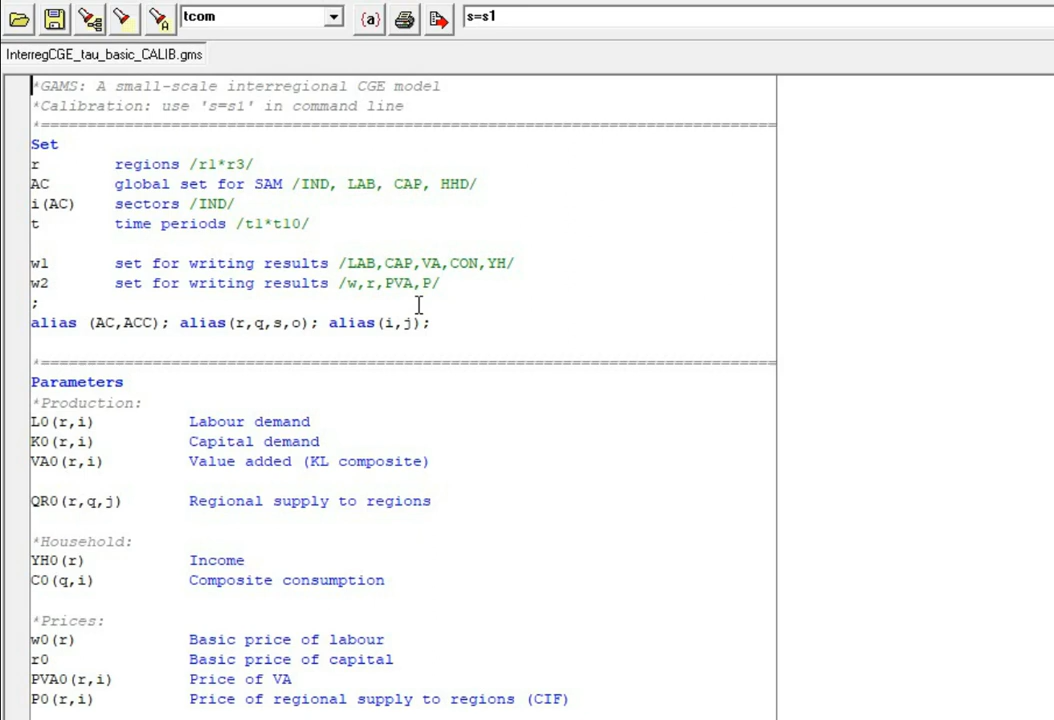 tcom
{a}
s=s1
InterregCGE_tau_basic_CALIB.gms
*GAMS: A small-scale interregional CGE model
*Calibration: use 's=s1' in command line
Set
r regions /r1*r3/
AC global set for SAM /IND, LAB, CAP, HHD/
i(AC) sectors /IND/
t time periods /t1*t10/
w1 set for writing results /LAB,CAP,VA,CON,YH/
w2 set for writing results /w,r,PVA,P/
;
alias (AC,ACC); alias(r,q,s,o); alias(i,j);
Parameters
*Production:
L0(r,i) Labour demand
K0(r,i) Capital demand
VA0(r,i) Value added (KL composite)
QR0(r,q,j) Regional supply to regions
*Household:
YH0(r) Income
C0(q,i) Composite consumption
*Prices:
w0(r) Basic price of labour
r0 Basic price of capital
PVA0(r,i) Price of VA
P0(r,i) Price of regional supply to regions (CIF)